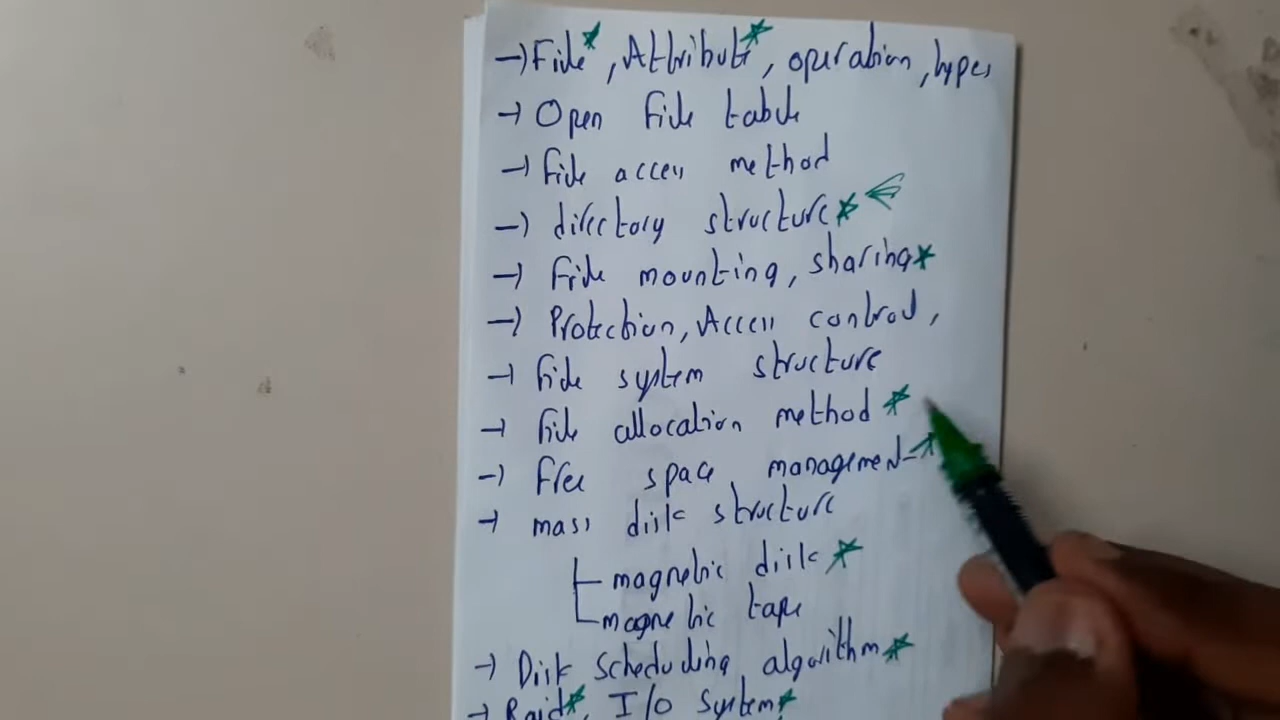 → File*, Attribute*, operation, types
→ Open file table
→ file access method
→ directory structure*
→ File mounting, sharing*
→ Protection, Access control,
→ file system structure
→ file allocation method *
→ free space management *
→ mass disk structure
magnetic disk *
magnetic tape
→ Disk scheduling algorithm *
→ Raid*, I/O System*